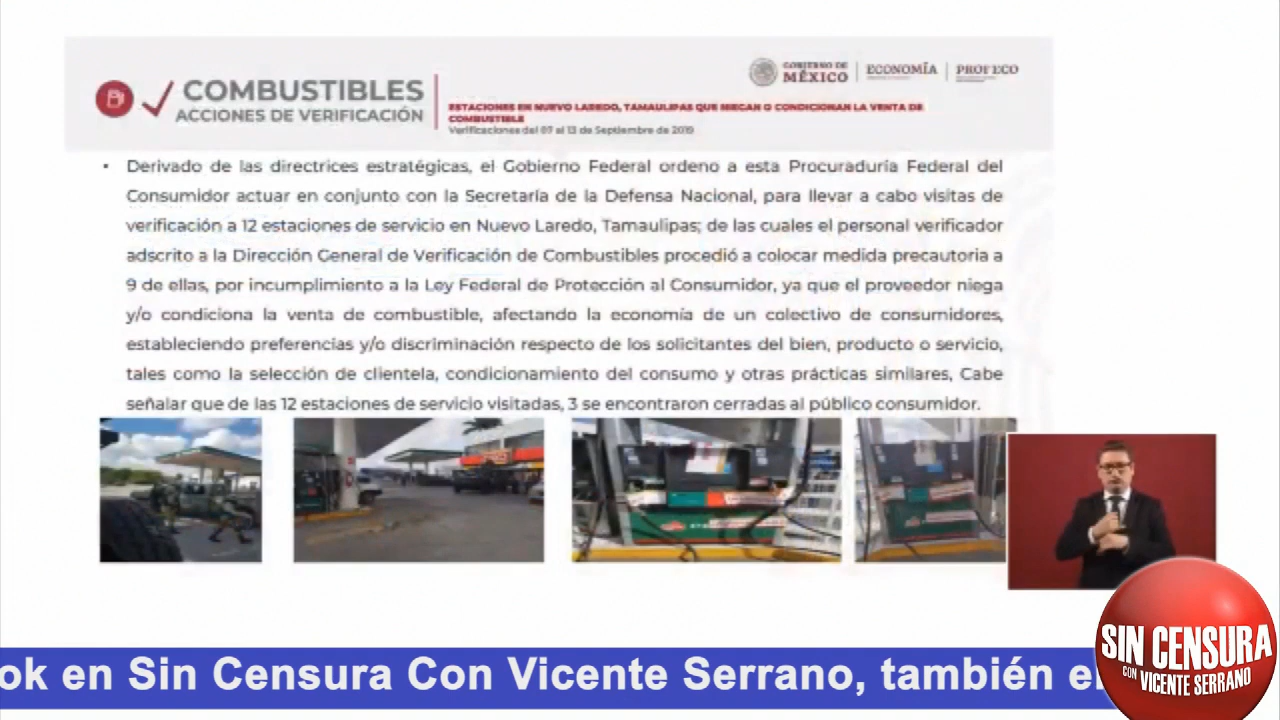 COMBUSTIBLES
ACCIONES DE VERIFICACIÓN
ESTACIONES EN NUEVO LAREDO, TAMAULIPAS QUE NIEGAN O CONDICIONAN LA VENTA DE
COMBUSTIBLE
Verificaciones del 07 al 13 de Septiembre de 2019
GOBIERNO DE
MÉXICO
ECONOMÍA
PROFECO
• Derivado de las directrices estratégicas, el Gobierno Federal ordeno a esta Procuraduría Federal del
Consumidor actuar en conjunto con la Secretaría de la Defensa Nacional, para llevar a cabo visitas de
verificación a 12 estaciones de servicio en Nuevo Laredo, Tamaulipas; de las cuales el personal verificador
adscrito a la Dirección General de Verificación de Combustibles procedió a colocar medida precautoria a
9 de ellas, por incumplimiento a la Ley Federal de Protección al Consumidor, ya que el proveedor niega
y/o condiciona la venta de combustible, afectando la economía de un colectivo de consumidores,
estableciendo preferencias y/o discriminación respecto de los solicitantes del bien, producto o servicio,
tales como la selección de clientela, condicionamiento del consumo y otras prácticas similares, Cabe
señalar que de las 12 estaciones de servicio visitadas, 3 se encontraron cerradas al público consumidor.
ok en Sin Censura Con Vicente Serrano, también e
SIN CENSURA
CON
VICENTE SERRANO